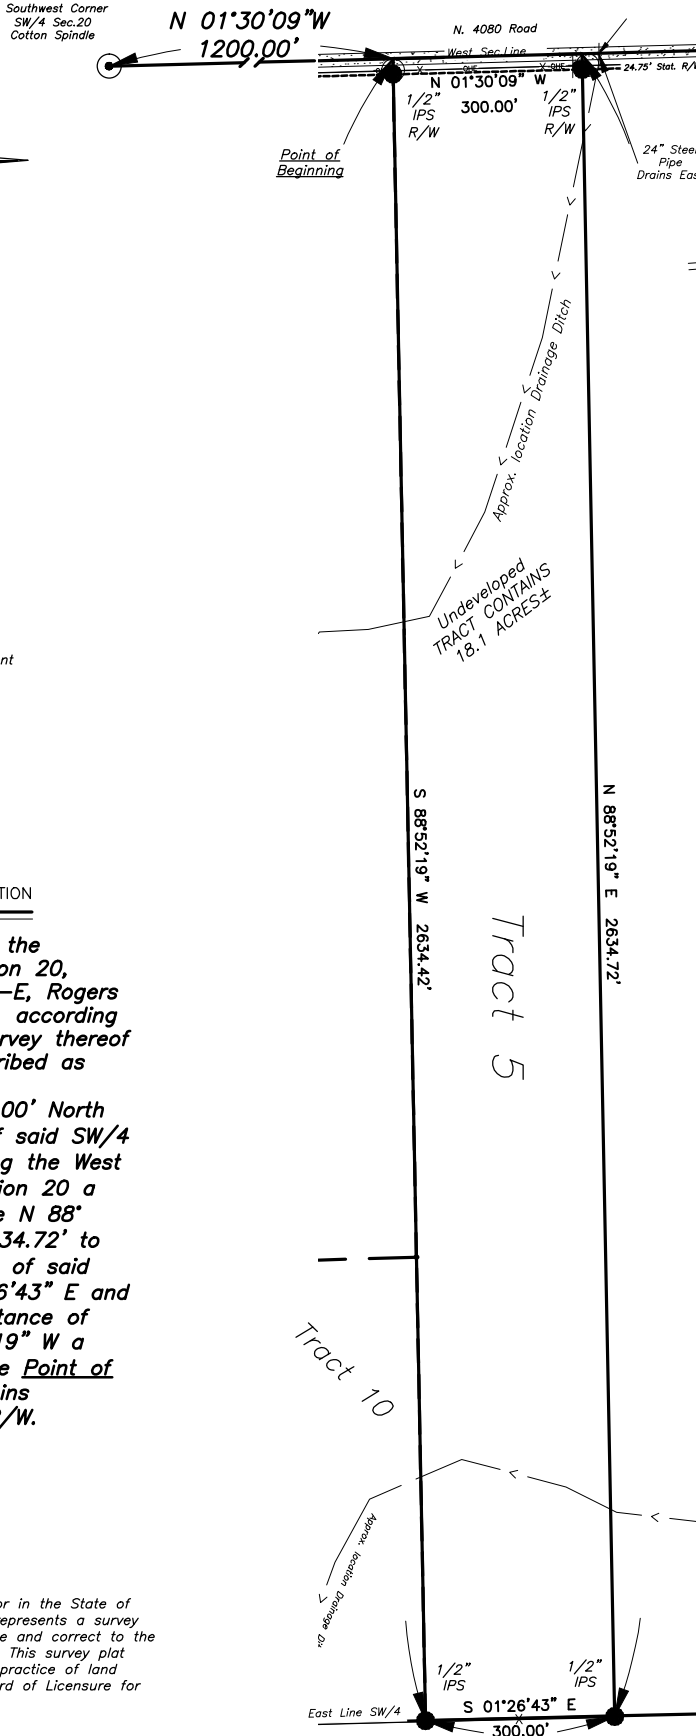 Southwest Corner
SW/4 Sec.20
Cotton Spindle
N 01°30'09"W
1200.00'
N. 4080 Road
West Sec Line
OHE
OHE
24.75' Stat. R/W
N 01°30'09" W
300.00'
1/2"
IPS
R/W
1/2"
IPS
R/W
Point of
Beginning
24" Steel
Pipe
Drains Eas
Approx. location Drainage Ditch
Undeveloped
TRACT CONTAINS
18.1 ACRES±
nt
S 88°52'19" W 2634.42'
N 88°52'19" E 2634.72'
Tract 5
TION
the
on 20,
–E, Rogers
according
rvey thereof
ribed as
00' North
f said SW/4
g the West
ion 20 a
e N 88°
34.72' to
of said
6'43" E and
tance of
19" W a
e Point of
ins
R/W.
Tract 10
Approx. location Drainage Di
or in the State of
represents a survey
e and correct to the
This survey plat
practice of land
rd of Licensure for
1/2"
IPS
1/2"
IPS
East Line SW/4
S 01°26'43" E
300.00'